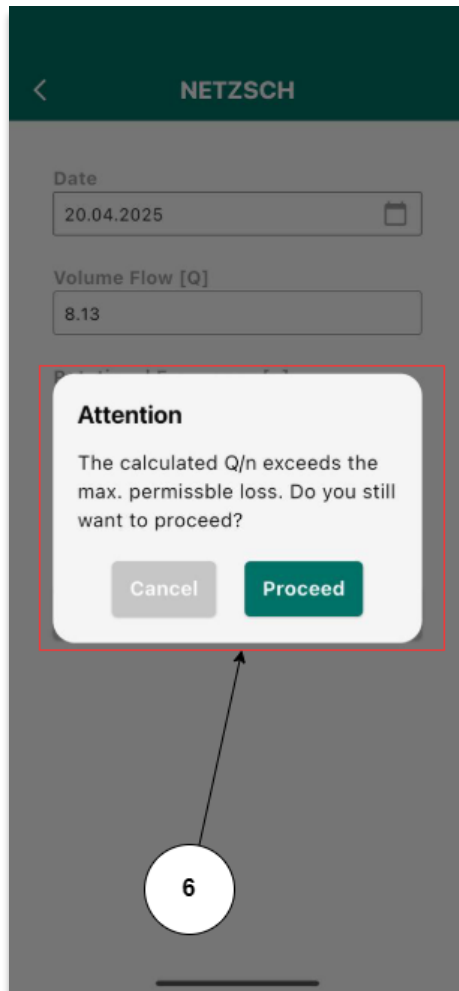 NETZSCH
Date
20.04.2025
Volume Flow [Q]
8.13
Attention
The calculated Q/n exceeds the
max. permissble loss. Do you still
want to proceed?
Cancel
Proceed
6